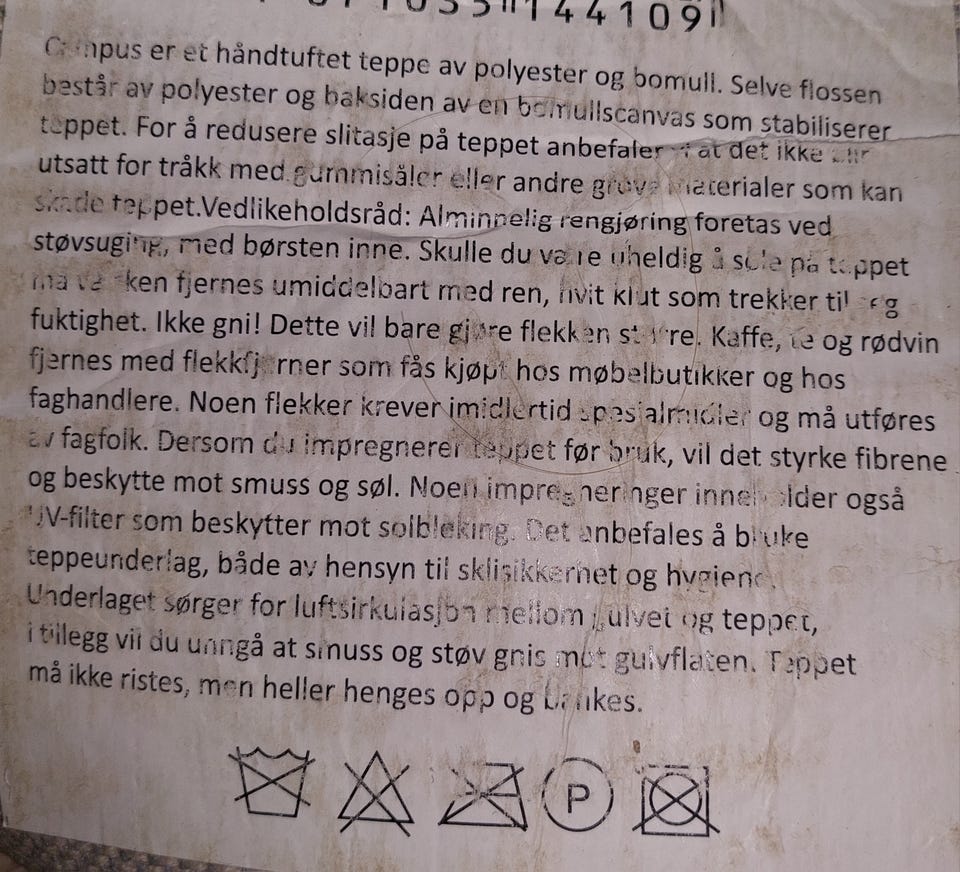 071035 144109
er et håndtuftet teppe av polyester og bomull. Selve flossen
består av polyester og baksiden av en bomullscanvas som stabiliserer
teppet. For å redusere slitasje på teppet anbefaler at det ikke
utsatt for tråkk med gummisåler eller andre grove materialer som kan
skade teppet.Vedlikeholdsråd: Alminnelig rengjøring foretas ved
støvsuging, med børsten inne. Skulle du være uheldig å søle på teppet
må fjernes umiddelbart med ren, hvit klut som trekker til seg
fuktighet. Ikke gni! Dette vil bare gjøre flekken større. Kaffe, te og rødvin
fjernes med flekkfjerner som fås kjøpt hos møbelbutikker og hos
faghandlere. Noen flekker krever imidlertid spesialmidler og må utføres
av fagfolk. Dersom du impregnerer teppet før bruk, vil det styrke fibrene
og beskytte mot smuss og søl. Noen impregneringer inneholder også
UV-filter som beskytter mot solbleking. Det anbefales å bruke
teppeunderlag, både av hensyn til sklisikkerhet og hygiene.
Underlaget sørger for luftsirkulasjon mellom gulvet og teppet,
i tillegg vil du unngå at smuss og støv gnis mot gulvflaten. Teppet
må ikke ristes, men heller henges opp og bankes.
P